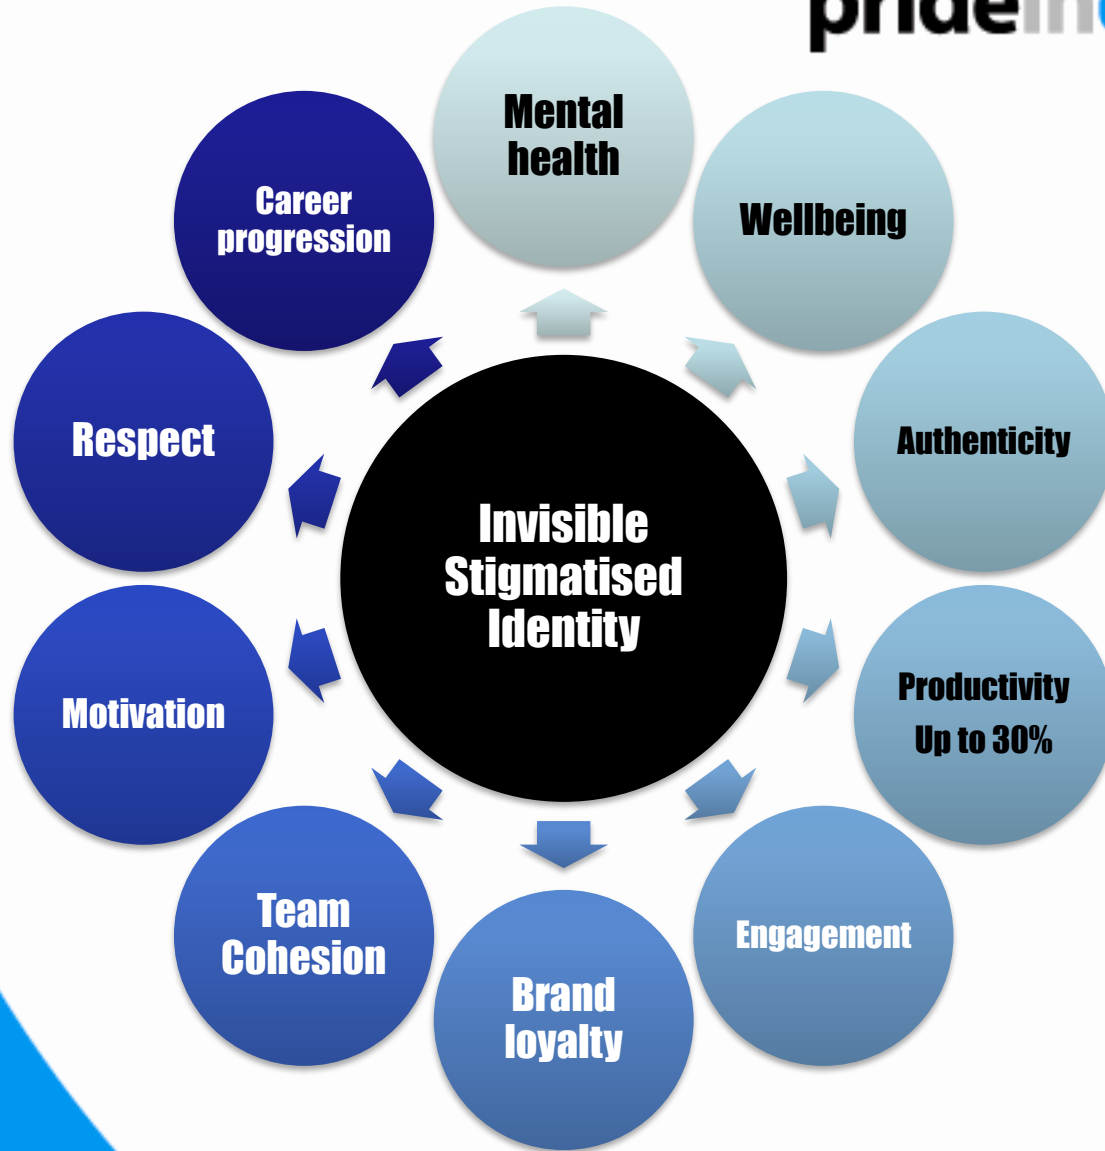 pridein
Mental
health
Wellbeing
Authenticity
Productivity
Up to 30%
Engagement
Brand
loyalty
Team
Cohesion
Motivation
Respect
Career
progression
Invisible
Stigmatised
Identity